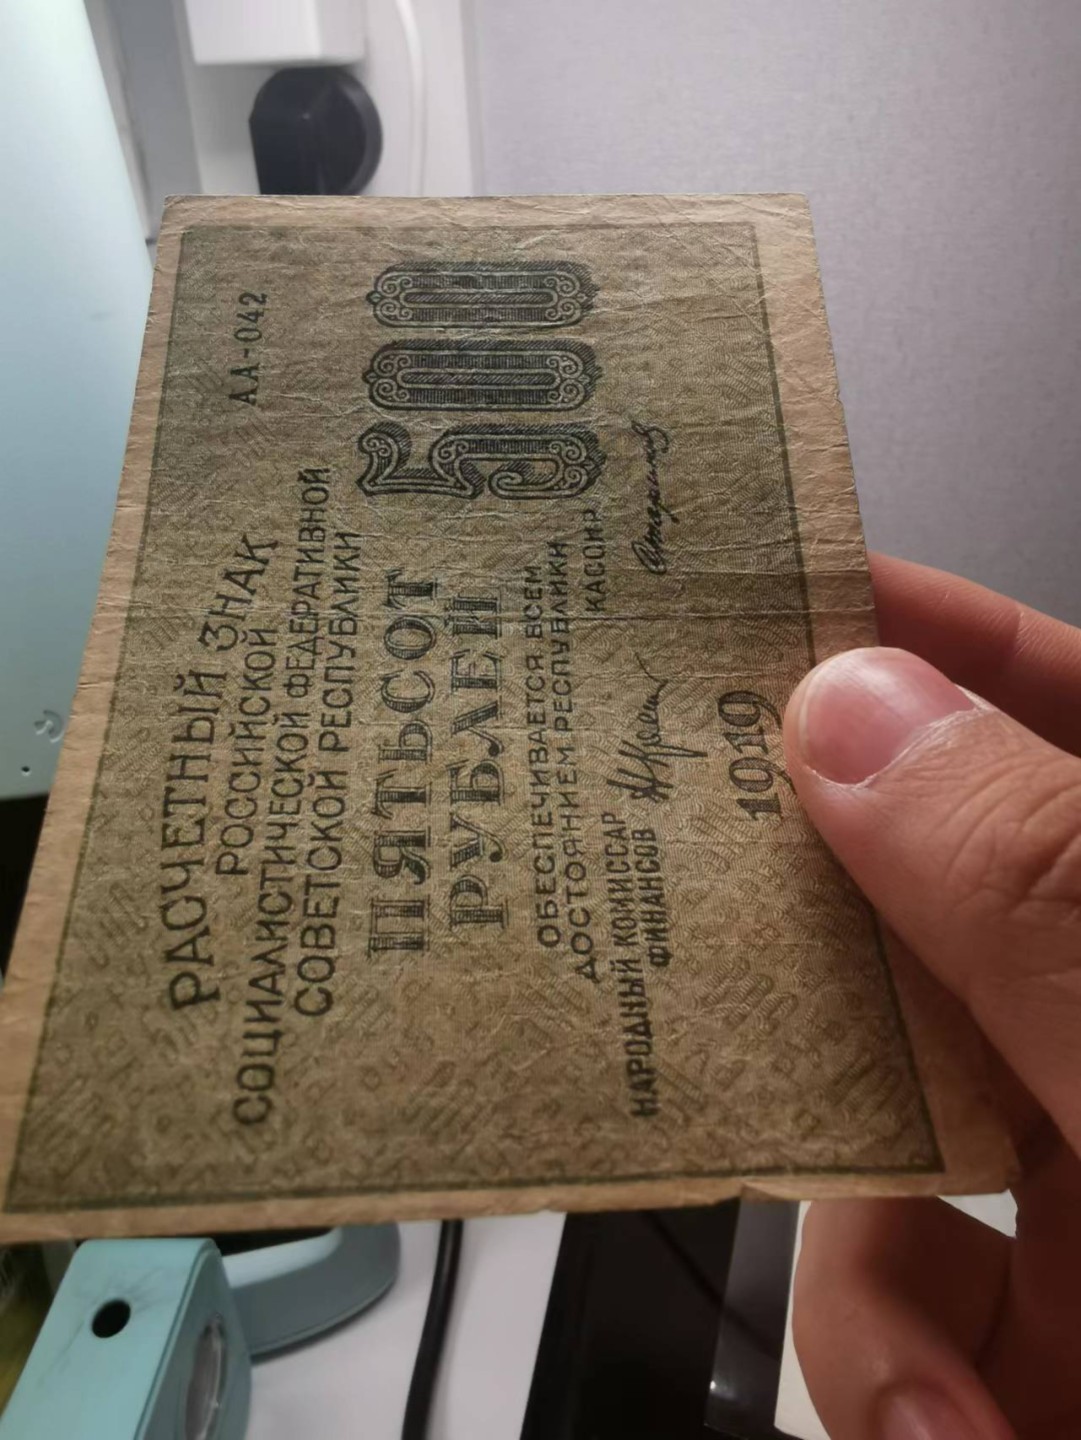 РАСЧЕТНЫЙ ЗНАК
АА-042
РОССИЙСКОЙ
СОЦИАЛИСТИЧЕСКОЙ ФЕДЕРАТИВНОЙ
СОВЕТСКОЙ РЕСПУБЛИКИ
ПЯТЬСОТ
РУБЛЕЙ
500
ОБЕСПЕЧИВАЕТСЯ ВСЕМ
ДОСТОЯНИЕМ РЕСПУБЛИКИ
НАРОДНЫЙ КОМИССАР
ФИНАНСОВ
КАССИР
1919